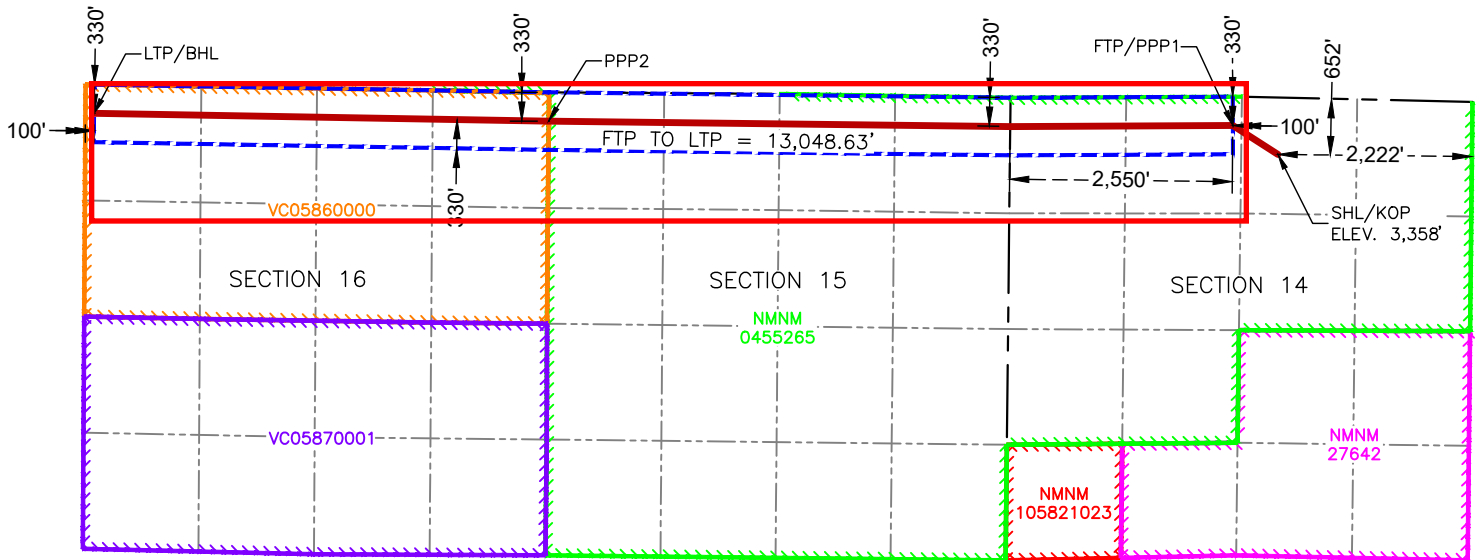 330'
LTP/BHL
330'
PPP2
330'
FTP/PPP1
330'
652'
100'
100'
FTP TO LTP = 13,048.63'
2,222'
2,550'
330'
VC05860000
SHL/KOP
ELEV. 3,358'
SECTION 16
SECTION 15
SECTION 14
NMNM
0455265
VC05870001
NMNM
27642
NMNM
105821023